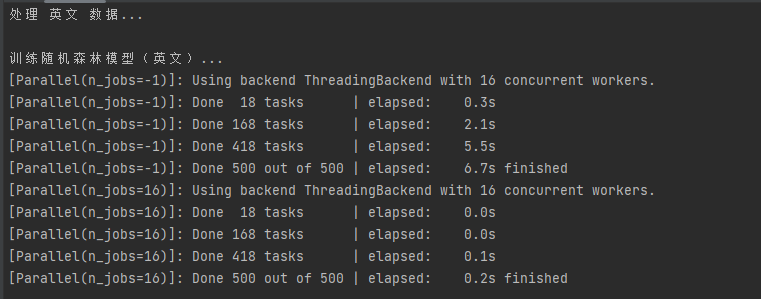 处理 英文 数据...
训练随机森林模型（英文）...
[Parallel(n_jobs=-1)]: Using backend ThreadingBackend with 16 concurrent workers.
[Parallel(n_jobs=-1)]: Done  18 tasks      | elapsed:    0.3s
[Parallel(n_jobs=-1)]: Done 168 tasks      | elapsed:    2.1s
[Parallel(n_jobs=-1)]: Done 418 tasks      | elapsed:    5.5s
[Parallel(n_jobs=-1)]: Done 500 out of 500 | elapsed:    6.7s finished
[Parallel(n_jobs=16)]: Using backend ThreadingBackend with 16 concurrent workers.
[Parallel(n_jobs=16)]: Done  18 tasks      | elapsed:    0.0s
[Parallel(n_jobs=16)]: Done 168 tasks      | elapsed:    0.0s
[Parallel(n_jobs=16)]: Done 418 tasks      | elapsed:    0.1s
[Parallel(n_jobs=16)]: Done 500 out of 500 | elapsed:    0.2s finished